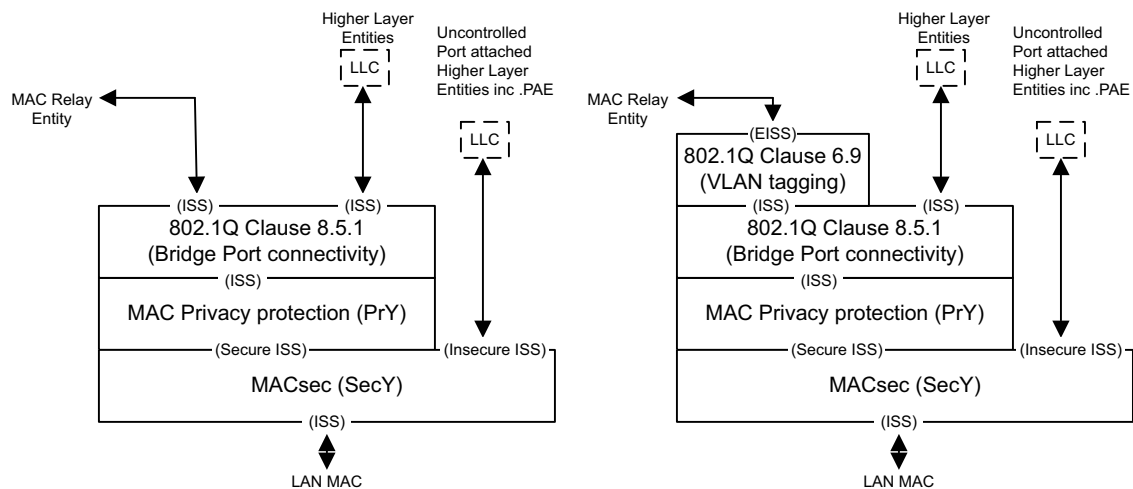 Higher Layer
Entities
LLC
Uncontrolled
Port attached
Higher Layer
Entities inc .PAE
MAC Relay
Entity
LLC
(ISS)
(ISS)
802.1Q Clause 8.5.1
(Bridge Port connectivity)
(ISS)
MAC Privacy protection (PrY)
(Secure ISS)
(Insecure ISS)
MACsec (SecY)
(ISS)
LAN MAC
Higher Layer
Entities
LLC
Uncontrolled
Port attached
Higher Layer
Entities inc .PAE
MAC Relay
Entity
LLC
(EISS)
802.1Q Clause 6.9
(VLAN tagging)
(ISS)
(ISS)
802.1Q Clause 8.5.1
(Bridge Port connectivity)
(ISS)
MAC Privacy protection (PrY)
(Secure ISS)
(Insecure ISS)
MACsec (SecY)
(ISS)
LAN MAC